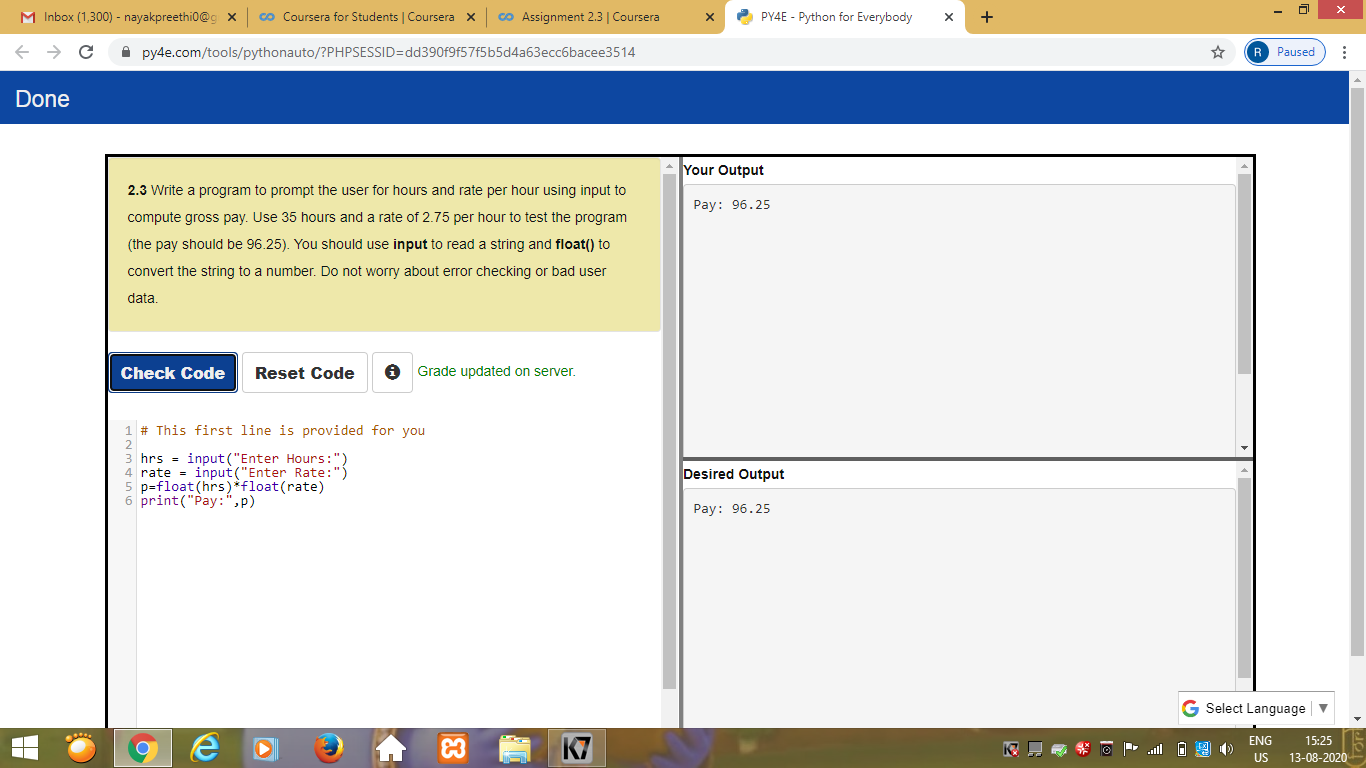 Inbox (1,300) - nayakpreethi0@g
Coursera for Students | Coursera
Assignment 2.3 | Coursera
PY4E - Python for Everybody
py4e.com/tools/pythonauto/?PHPSESSID=dd390f9f57f5b5d4a63ecc6bacee3514
R Paused
Done
2.3 Write a program to prompt the user for hours and rate per hour using input to
compute gross pay. Use 35 hours and a rate of 2.75 per hour to test the program
(the pay should be 96.25). You should use input to read a string and float() to
convert the string to a number. Do not worry about error checking or bad user
data.
Check Code
Reset Code
Grade updated on server.
1 # This first line is provided for you
2
3 hrs = input("Enter Hours:")
4 rate = input("Enter Rate:")
5 p=float(hrs)*float(rate)
6 print("Pay:",p)
Your Output
Pay: 96.25
Desired Output
Pay: 96.25
G Select Language
K7
ENG
US
15:25
13-08-2020